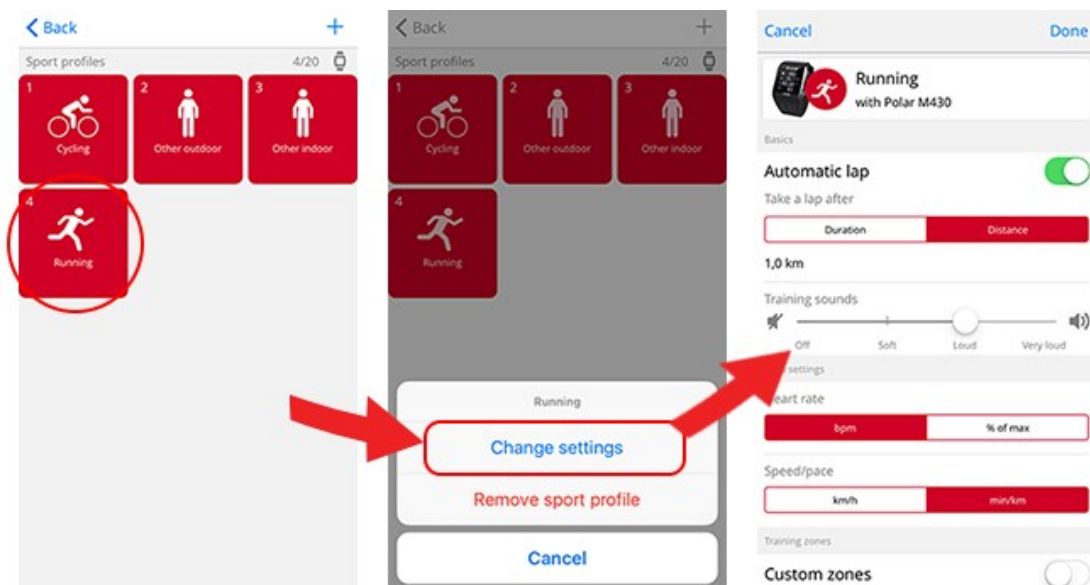 Back
+
Sport profiles 4/20
1
Cycling
2
Other outdoor
3
Other indoor
4
Running
Back
+
Sport profiles 4/20
1
Cycling
2
Other outdoor
3
Other indoor
4
Running
Running
Change settings
Remove sport profile
Cancel
Cancel Done
Running
with Polar M430
Basics
Automatic lap
Take a lap after
Duration Distance
1,0 km
Training sounds
Off Soft Loud Very loud
settings
eart rate
bpm % of max
Speed/pace
km/h min/km
Training zones
Custom zones